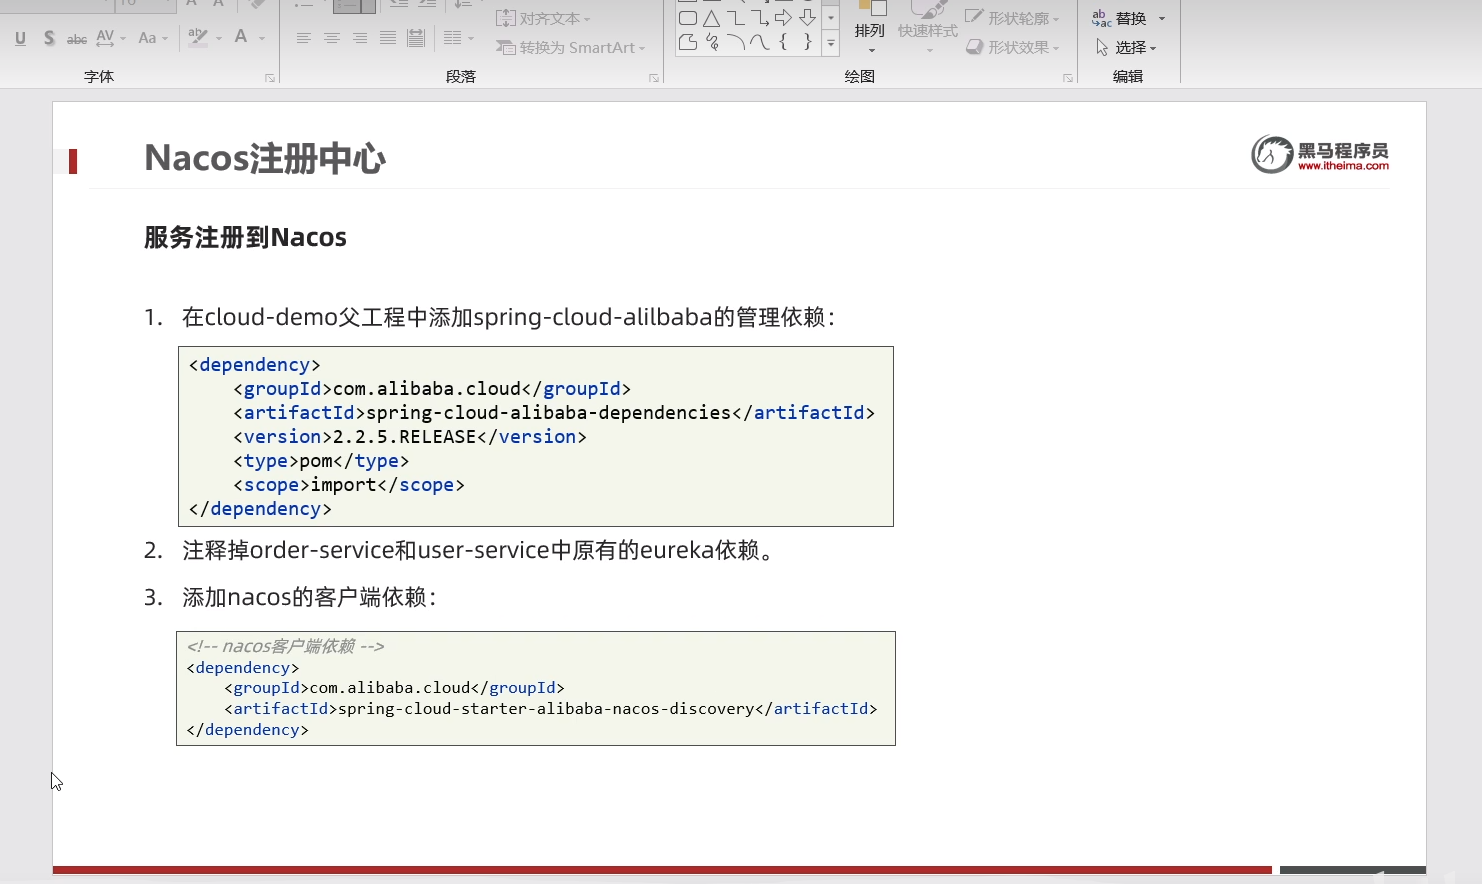 对齐文本
替换
U S abc AV Aa ab A
排列
快速样式
形状轮廓
转换为 SmartArt
形状效果
选择
字体
段落
绘图
编辑
Nacos注册中心
黑马程序员
www.itheima.com
服务注册到Nacos
1. 在cloud-demo父工程中添加spring-cloud-alilbaba的管理依赖：
<dependency>
<groupId>com.alibaba.cloud</groupId>
<artifactId>spring-cloud-alibaba-dependencies</artifactId>
<version>2.2.5.RELEASE</version>
<type>pom</type>
<scope>import</scope>
</dependency>
2. 注释掉order-service和user-service中原有的eureka依赖。
3. 添加nacos的客户端依赖：
<!-- nacos客户端依赖 -->
<dependency>
<groupId>com.alibaba.cloud</groupId>
<artifactId>spring-cloud-starter-alibaba-nacos-discovery</artifactId>
</dependency>